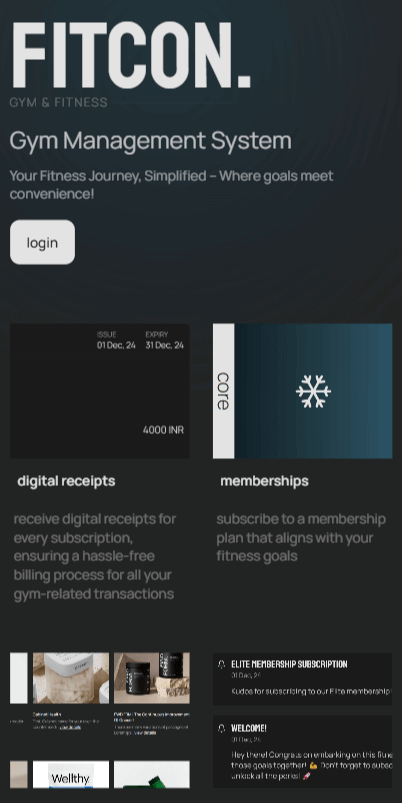 FITCON.
GYM & FITNESS
Gym Management System
Your Fitness Journey, Simplified – Where goals meet
convenience!
login
ISSUE EXPIRY
01 Dec, 24 31 Dec, 24
4000 INR
core
digital receipts
memberships
receive digital receipts for
every subscription,
ensuring a hassle-free
billing process for all your
gym-related transactions
subscribe to a membership
plan that aligns with your
fitness goals
view details
Wellthy
ELITE MEMBERSHIP SUBSCRIPTION
01 Dec, 24
Kudos for subscribing to our Elite membership
WELCOME!
01 Dec, 24
Hey there! Congrats on embarking on this fitne
those goals together! 💪 Don't forget to subsc
unlock all the perks! 🚀